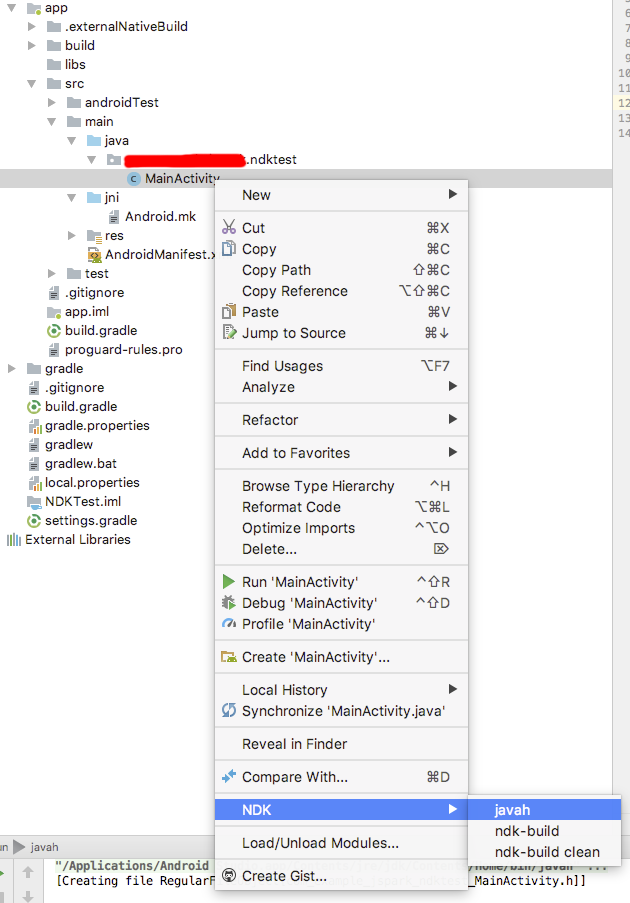 app
.externalNativeBuild
build
libs
src
androidTest
main
java
.ndktest
MainActivity
jni
Android.mk
res
AndroidManifest.x
test
.gitignore
app.iml
build.gradle
proguard-rules.pro
gradle
.gitignore
build.gradle
gradle.properties
gradlew
gradlew.bat
local.properties
NDKTest.iml
settings.gradle
External Libraries
6
7
8
9
10
11
12
13
14
New
Cut ⌘X
Copy ⌘C
Copy Path ⇧⌘C
Copy Reference ⌥⇧⌘C
Paste ⌘V
Jump to Source ⌘↓
Find Usages ⌥F7
Analyze
Refactor
Add to Favorites
Browse Type Hierarchy ^H
Reformat Code ⌥⌘L
Optimize Imports ^⌥O
Delete... ⌦
Run 'MainActivity' ^⇧R
Debug 'MainActivity' ^⇧D
Profile 'MainActivity'
Create 'MainActivity'...
Local History
Synchronize 'MainActivity.java'
Reveal in Finder
Compare With... ⌘D
NDK
Load/Unload Modules...
Create Gist...
javah
ndk-build
ndk-build clean
un javah
"/Applications/Android
[Creating file RegularF _MainActivity.h]]